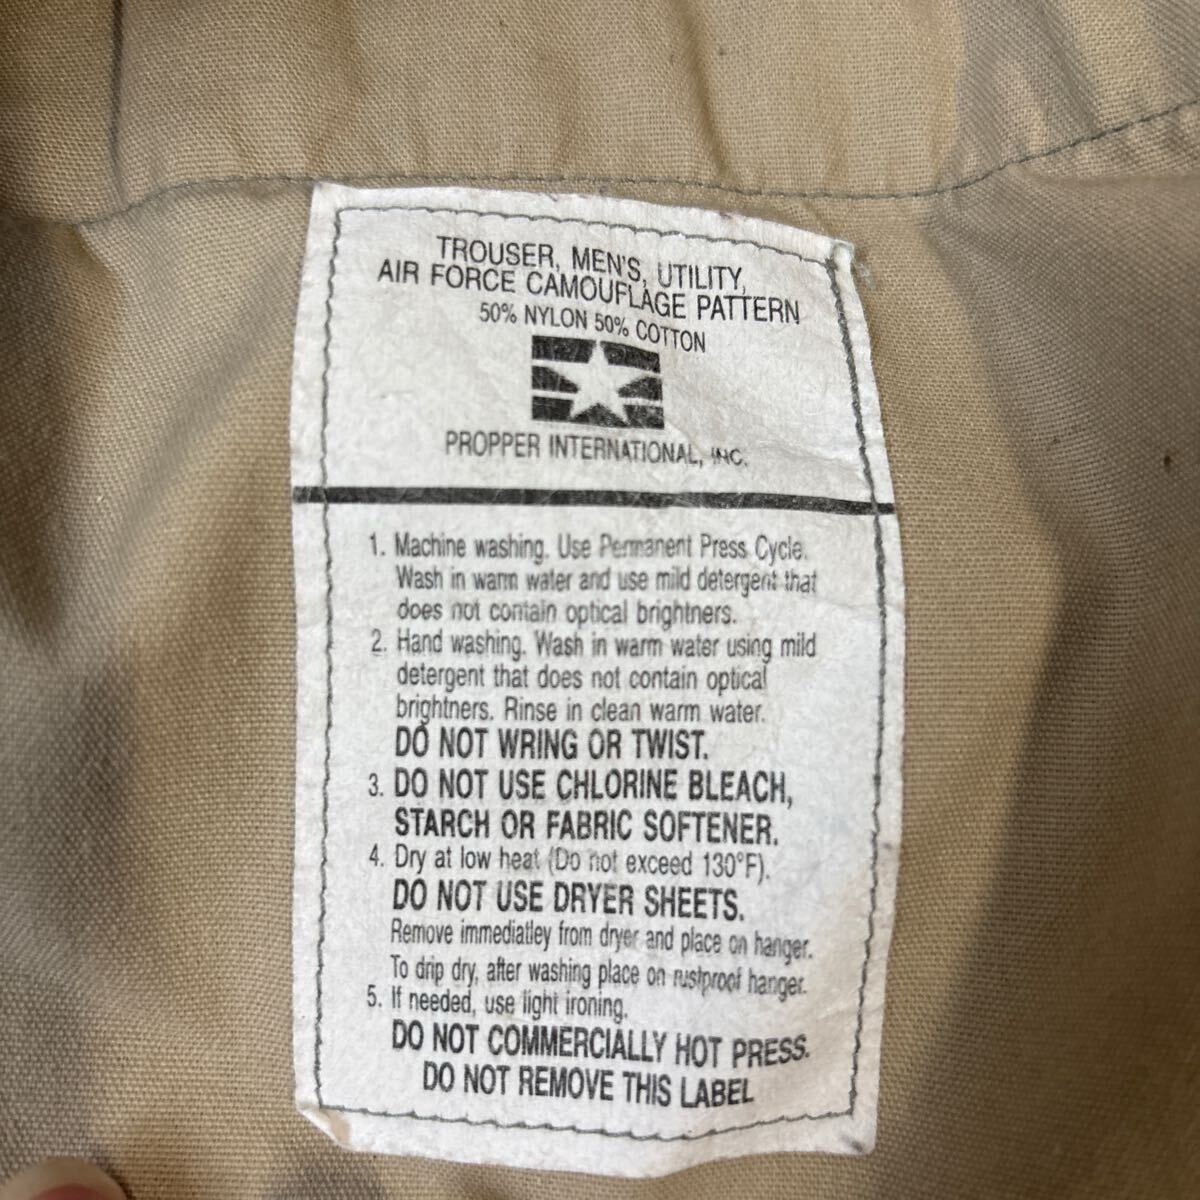 TROUSER, MEN'S, UTILITY,
AIR FORCE CAMOUFLAGE PATTERN
50% NYLON 50% COTTON
PROPPER INTERNATIONAL, INC.
1. Machine washing. Use Permanent Press Cycle.
Wash in warm water and use mild detergent that
does not contain optical brightners.
2. Hand washing. Wash in warm water using mild
detergent that does not contain optical
brightners. Rinse in clean warm water.
DO NOT WRING OR TWIST.
3. DO NOT USE CHLORINE BLEACH,
STARCH OR FABRIC SOFTENER.
4. Dry at low heat (Do not exceed 130°F).
DO NOT USE DRYER SHEETS.
Remove immediatley from dryer and place on hanger.
To drip dry, after washing place on rustproof hanger.
5. If needed, use light ironing.
DO NOT COMMERCIALLY HOT PRESS.
DO NOT REMOVE THIS LABEL